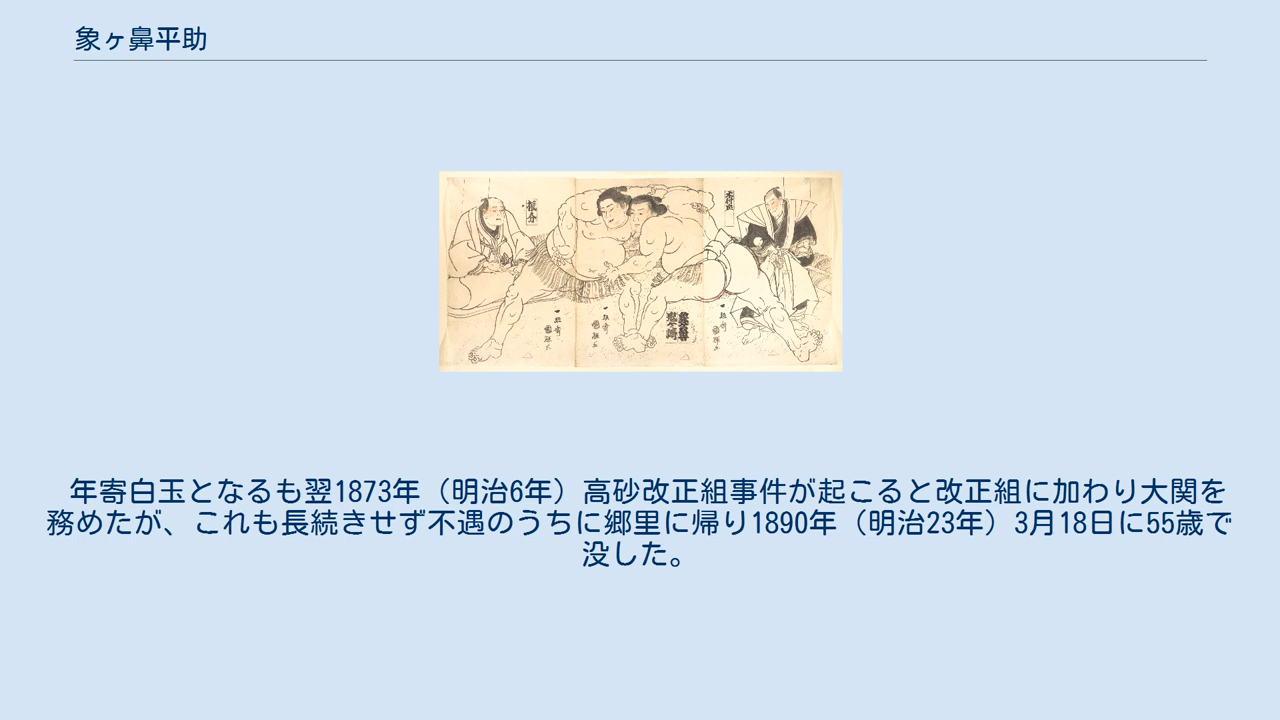 象ヶ鼻平助
根分
年寄白玉となるも翌1873年（明治6年）高砂改正組事件が起こると改正組に加わり大関を
務めたが、これも長続きせず不遇のうちに郷里に帰り1890年（明治23年）3月18日に55歳で
没した。